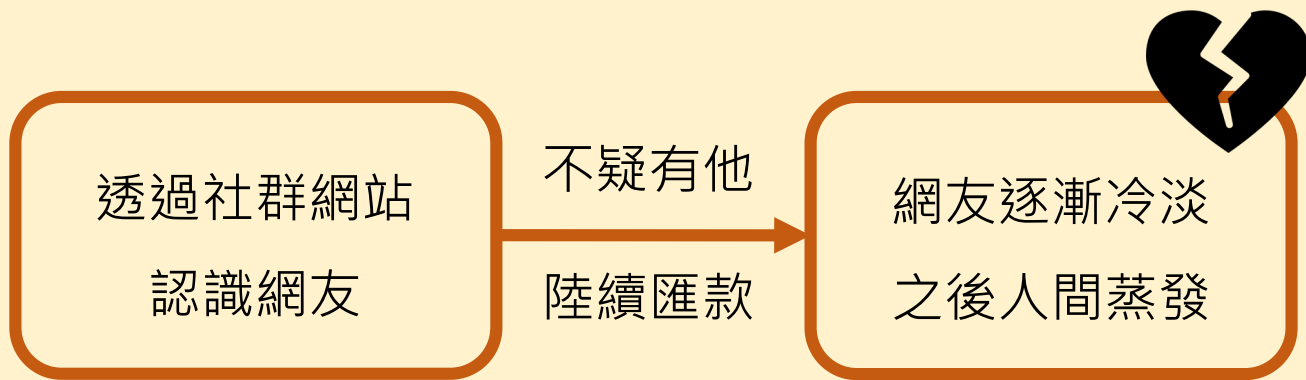 透過社群網站
認識網友
不疑有他
陸續匯款
網友逐漸冷淡
之後人間蒸發